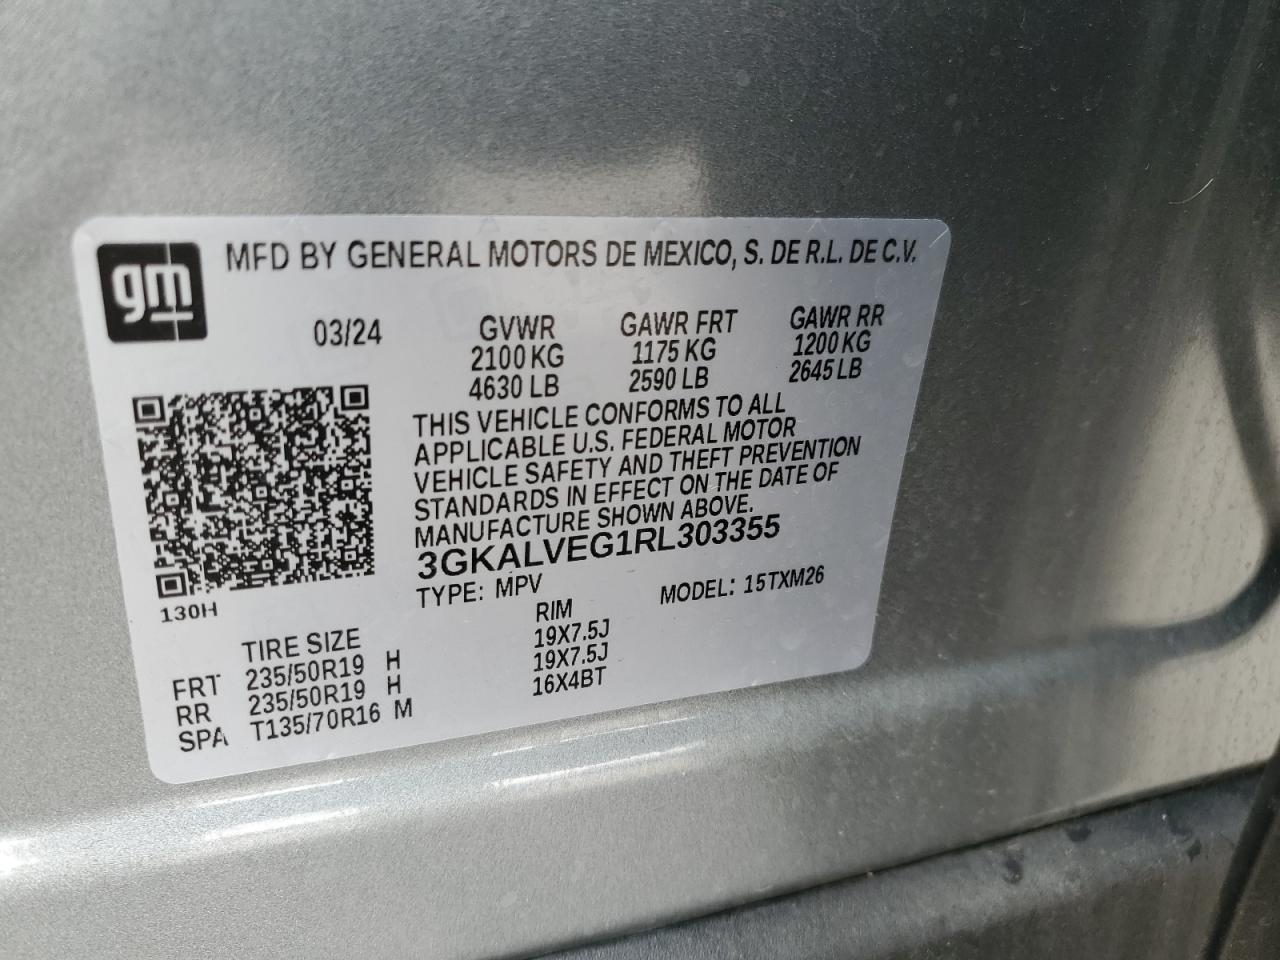 gm
MFD BY GENERAL MOTORS DE MEXICO, S. DE R.L. DE C.V.
03/24 GVWR GAWR FRT GAWR RR
2100 KG 1175 KG 1200 KG
4630 LB 2590 LB 2645 LB
THIS VEHICLE CONFORMS TO ALL
APPLICABLE U.S. FEDERAL MOTOR
VEHICLE SAFETY AND THEFT PREVENTION
STANDARDS IN EFFECT ON THE DATE OF
MANUFACTURE SHOWN ABOVE.
3GKALVEG1RL303355
130H
TYPE: MPV MODEL: 15TXM26
TIRE SIZE RIM
FRT 235/50R19 H 19X7.5J
RR 235/50R19 H 19X7.5J
SPA T135/70R16 M 16X4BT